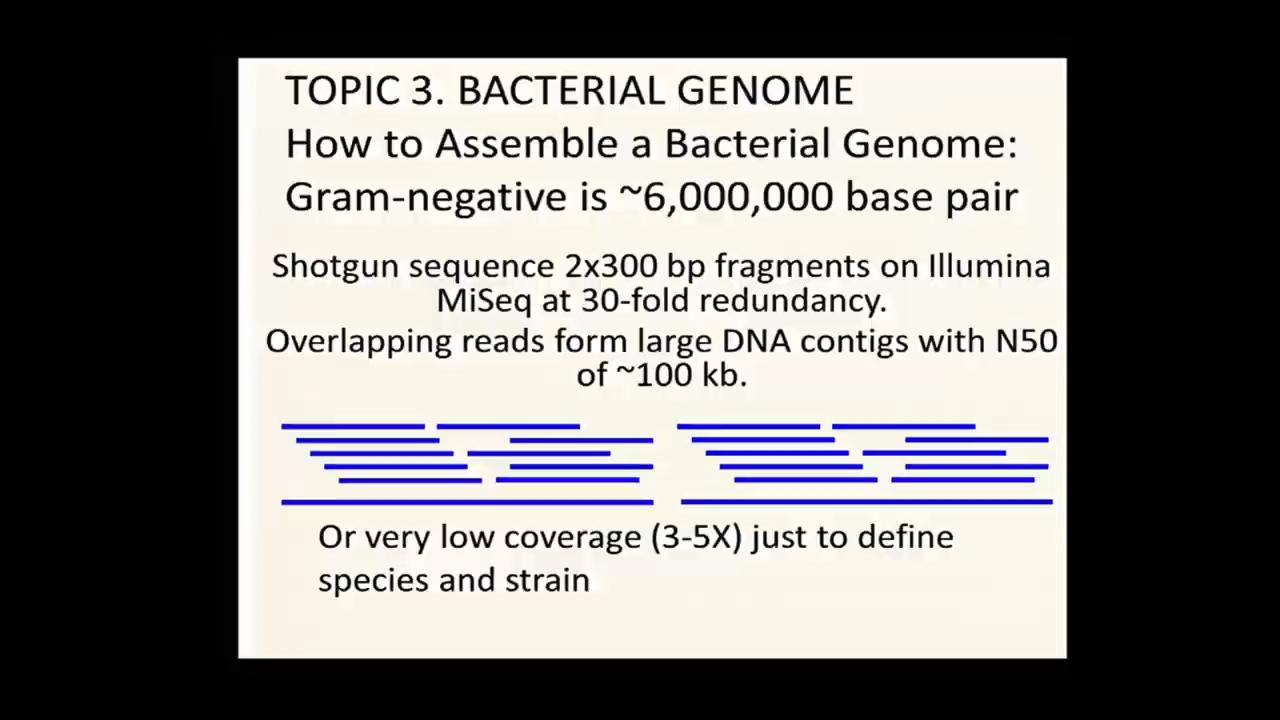 TOPIC 3. BACTERIAL GENOME
How to Assemble a Bacterial Genome:
Gram-negative is ~6,000,000 base pair
Shotgun sequence 2x300 bp fragments on Illumina
MiSeq at 30-fold redundancy.
Overlapping reads form large DNA contigs with N50
of ~100 kb.
Or very low coverage (3-5X) just to define
species and strain